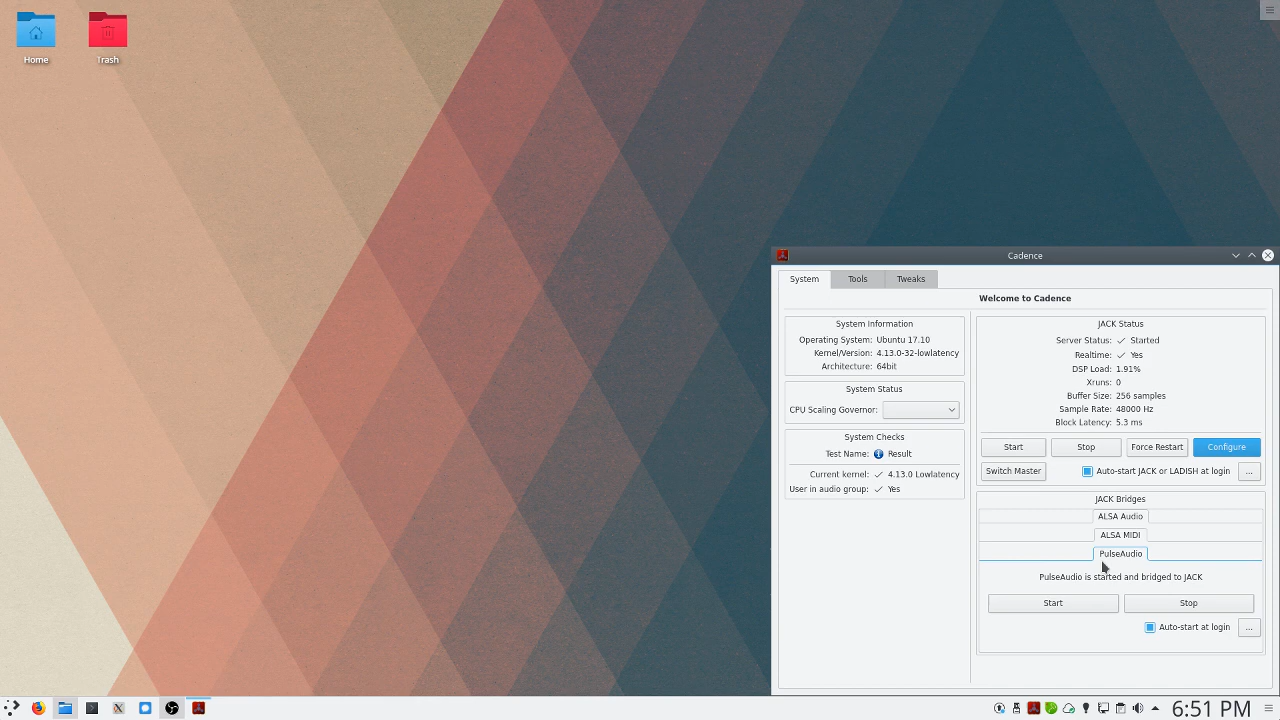 Home
Trash
Cadence
System
Tools
Tweaks
Welcome to Cadence
System Information
Operating System: Ubuntu 17.10
Kernel/Version: 4.13.0-32-lowlatency
Architecture: 64bit
System Status
CPU Scaling Governor:
System Checks
Test Name: Result
Current kernel: 4.13.0 Lowlatency
User in audio group: Yes
JACK Status
Server Status: Started
Realtime: Yes
DSP Load: 1.91%
Xruns: 0
Buffer Size: 256 samples
Sample Rate: 48000 Hz
Block Latency: 5.3 ms
Start
Stop
Force Restart
Configure
Switch Master
Auto-start JACK or LADISH at login
...
JACK Bridges
ALSA Audio
ALSA MIDI
PulseAudio
PulseAudio is started and bridged to JACK
Start
Stop
Auto-start at login
...
6:51 PM